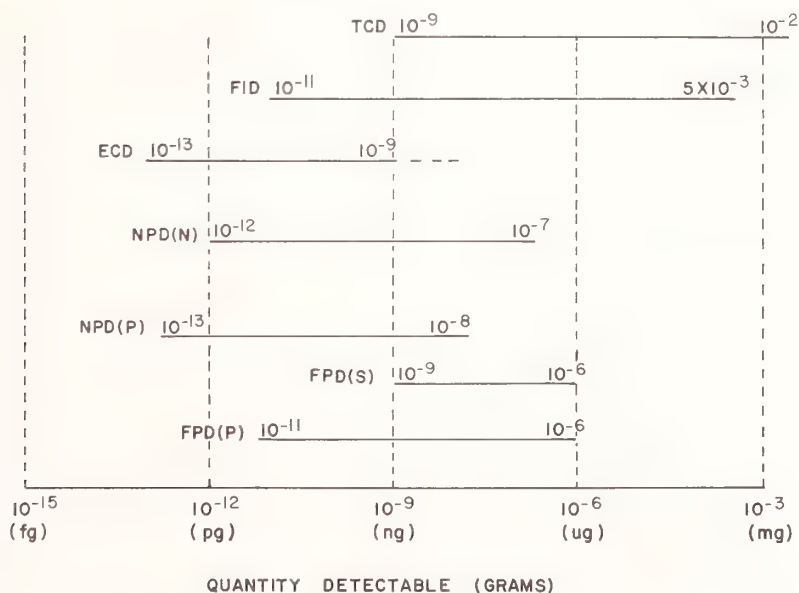 TCD 10⁻⁹ 10⁻²
FID 10⁻¹¹ 5X10⁻³
ECD 10⁻¹³ 10⁻⁹
NPD(N) 10⁻¹² 10⁻⁷
NPD(P) 10⁻¹³ 10⁻⁸
FPD(S) 10⁻⁹ 10⁻⁶
FPD(P) 10⁻¹¹ 10⁻⁶
10⁻¹⁵ 10⁻¹² 10⁻⁹ 10⁻⁶ 10⁻³
(fg) (pg) (ng) (ug) (mg)
QUANTITY DETECTABLE (GRAMS)